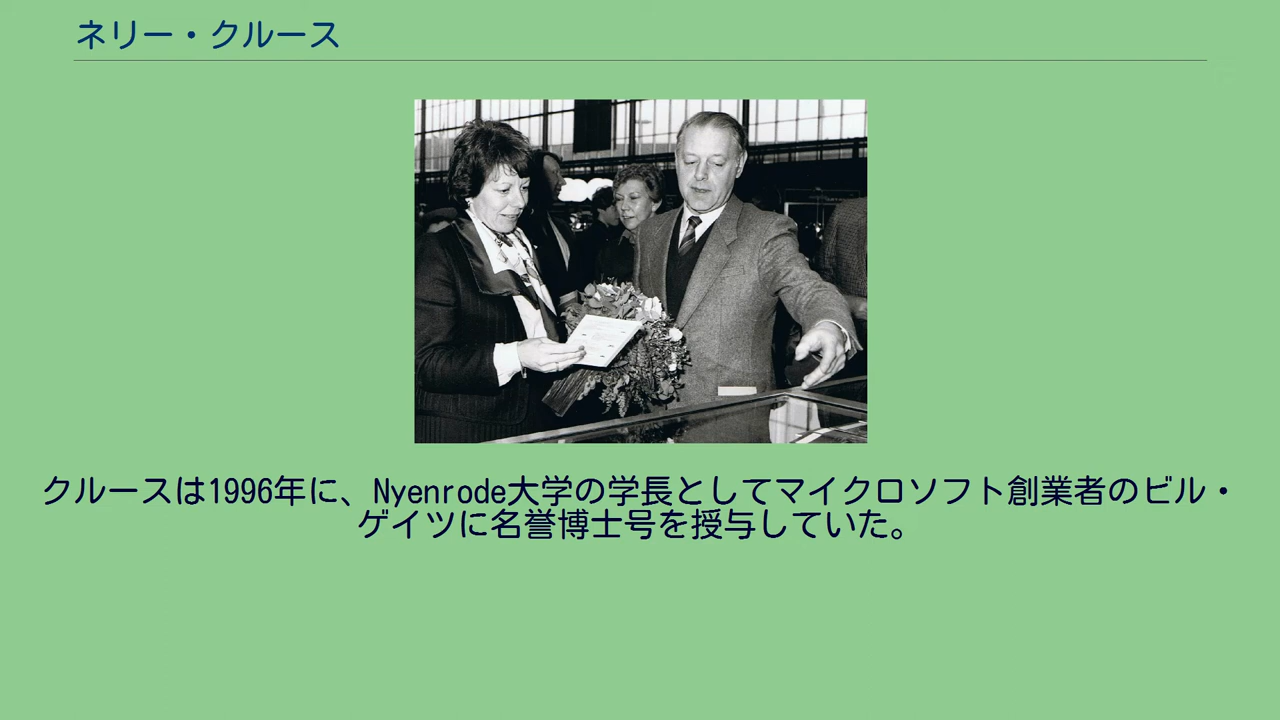 ネリー・クルース
クルースは1996年に、Nyenrode大学の学長としてマイクロソフト創業者のビル・
ゲイツに名誉博士号を授与していた。